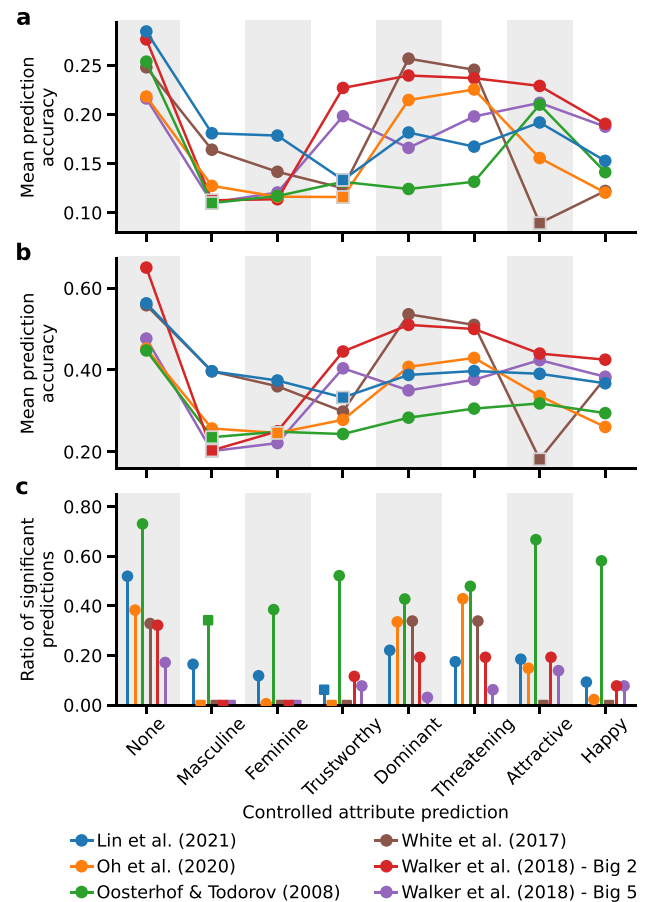 a
Mean prediction
accuracy
0.25
0.20
0.15
0.10
b
Mean prediction
accuracy
0.60
0.40
0.20
c
Ratio of significant
predictions
0.80
0.60
0.40
0.20
0.00
None
Masculine
Feminine
Trustworthy
Dominant
Threatening
Attractive
Happy
Controlled attribute prediction
Lin et al. (2021)
Oh et al. (2020)
Oosterhof & Todorov (2008)
White et al. (2017)
Walker et al. (2018) - Big 2
Walker et al. (2018) - Big 5